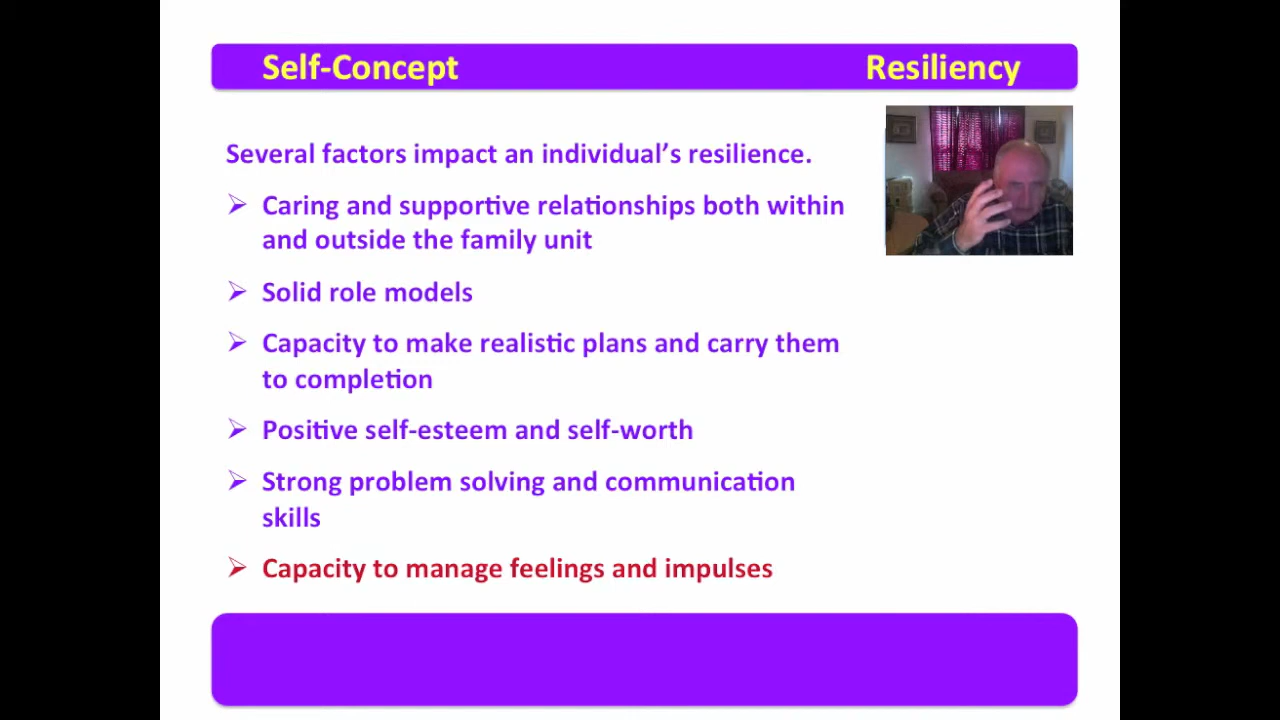 Self-Concept Resiliency
Several factors impact an individual’s resilience.
➢ Caring and supportive relationships both within
and outside the family unit
➢ Solid role models
➢ Capacity to make realistic plans and carry them
to completion
➢ Positive self-esteem and self-worth
➢ Strong problem solving and communication
skills
➢ Capacity to manage feelings and impulses